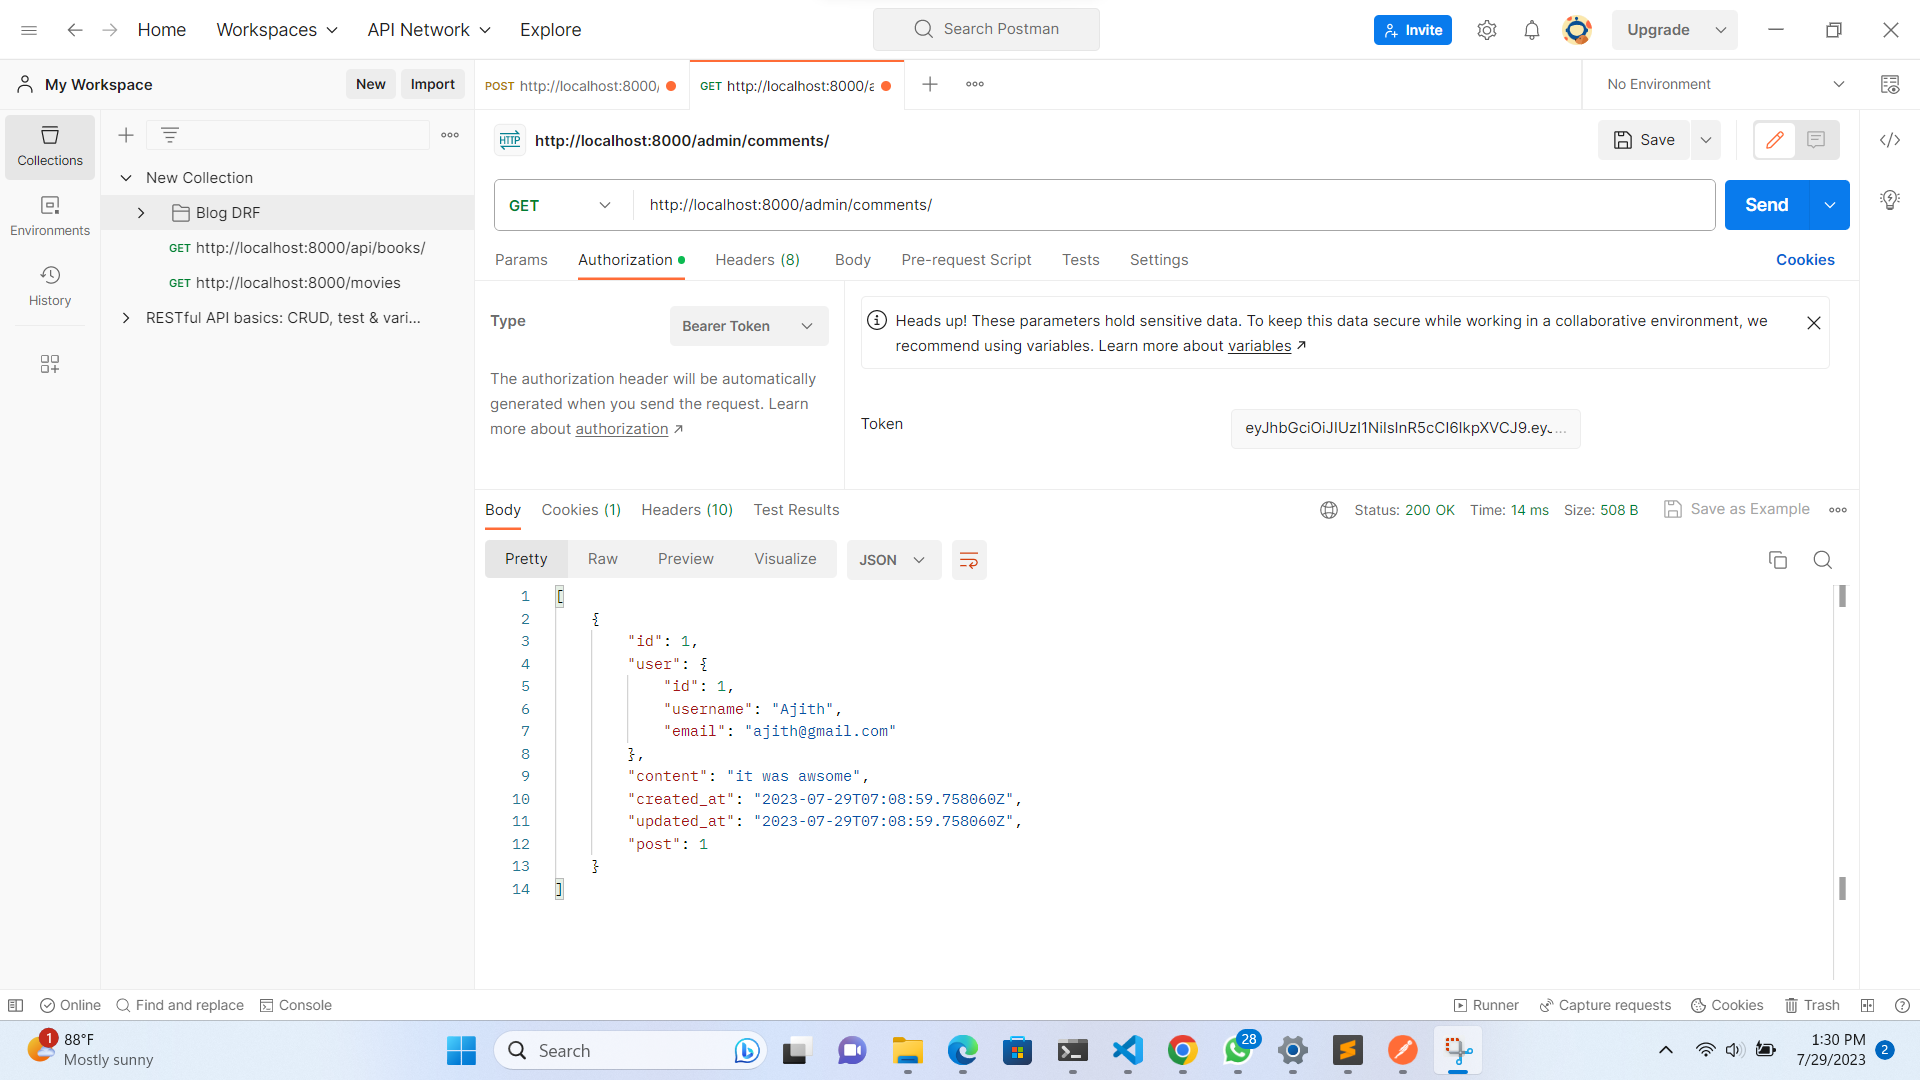 Home Workspaces API Network Explore Search Postman Invite Upgrade
My Workspace New Import POST http://localhost:8000/ GET http://localhost:8000/a No Environment
Collections
Environments
History
New Collection
Blog DRF
GET http://localhost:8000/api/books/
GET http://localhost:8000/movies
RESTful API basics: CRUD, test & vari...
HTTP http://localhost:8000/admin/comments/ Save
GET http://localhost:8000/admin/comments/ Send
Params Authorization Headers (8) Body Pre-request Script Tests Settings Cookies
Type Bearer Token
The authorization header will be automatically
generated when you send the request. Learn
more about authorization ↗
Heads up! These parameters hold sensitive data. To keep this data secure while working in a collaborative environment, we
recommend using variables. Learn more about variables ↗
Token eyJhbGciOiJIUzI1NiIsInR5cCI6IkpXVCJ9.eyJ...
Body Cookies (1) Headers (10) Test Results Status: 200 OK Time: 14 ms Size: 508 B Save as Example
Pretty Raw Preview Visualize JSON
1 [
2 {
3 "id": 1,
4 "user": {
5 "id": 1,
6 "username": "Ajith",
7 "email": "ajith@gmail.com"
8 },
9 "content": "it was awsome",
10 "created_at": "2023-07-29T07:08:59.758060Z",
11 "updated_at": "2023-07-29T07:08:59.758060Z",
12 "post": 1
13 }
14 ]
Online Find and replace Console Runner Capture requests Cookies Trash
1 88°F
Mostly sunny
Search
28
1:30 PM
7/29/2023
2